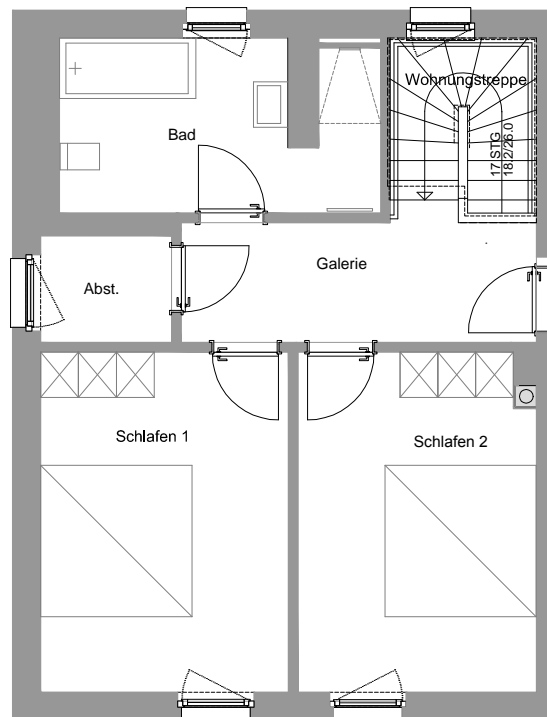 Wohnungstreppe
17 STG
18.2/26.0
Bad
Galerie
Abst.
Schlafen 1
Schlafen 2